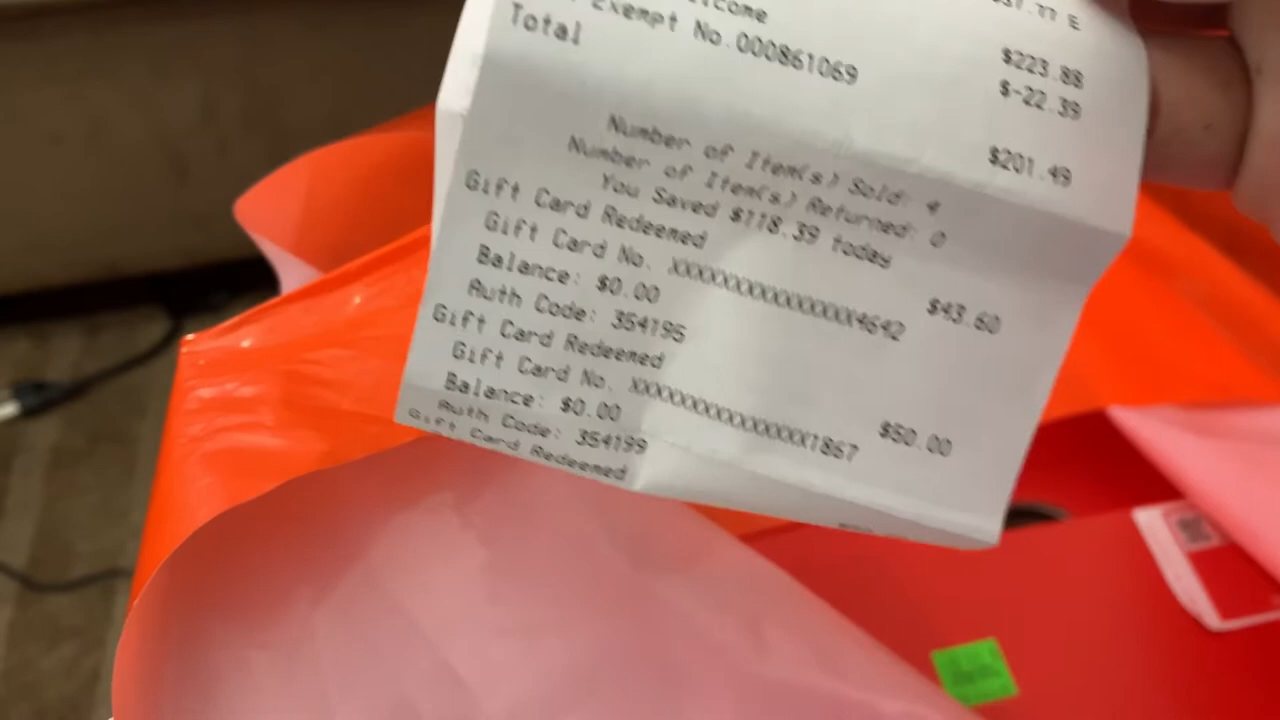 $223.88
$-22.39
Exempt No.000861069
Total $201.49
Number of Item(s) Sold: 4
Number of Item(s) Returned: 0
You Saved $118.39 today
Gift Card Redeemed $43.60
Gift Card No. XXXXXXXXXXXXXXX4642
Balance: $0.00
Auth Code: 354195
Gift Card Redeemed $50.00
Gift Card No. XXXXXXXXXXXXXXX1867
Balance: $0.00
Auth Code: 354199
Gift Card Redeemed